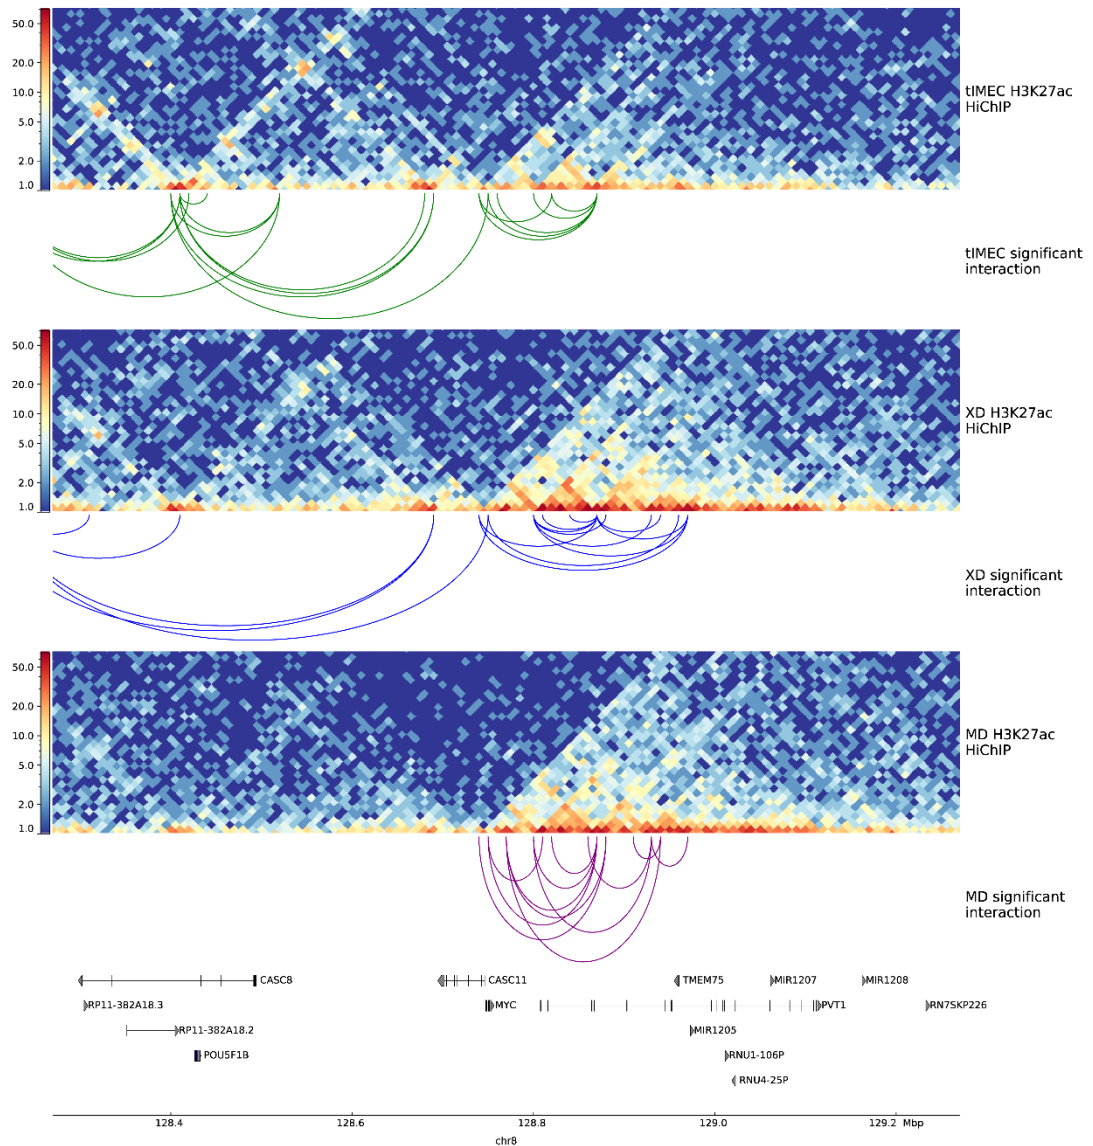 50.0
20.0
10.0
5.0
2.0
1.0
tIMEC H3K27ac
HiChIP
tIMEC significant
interaction
50.0
20.0
10.0
5.0
2.0
1.0
XD H3K27ac
HiChIP
XD significant
interaction
50.0
20.0
10.0
5.0
2.0
1.0
MD H3K27ac
HiChIP
MD significant
interaction
CASC8 CASC11 TMEM75 MIR1207 MIR1208
RP11-382A18.3 MYC PVT1 RN7SKP226
RP11-382A18.2 MIR1205
POU5F1B RNU1-106P
RNU4-25P
128.4 128.6 128.8 129.0 129.2 Mbp
chr8